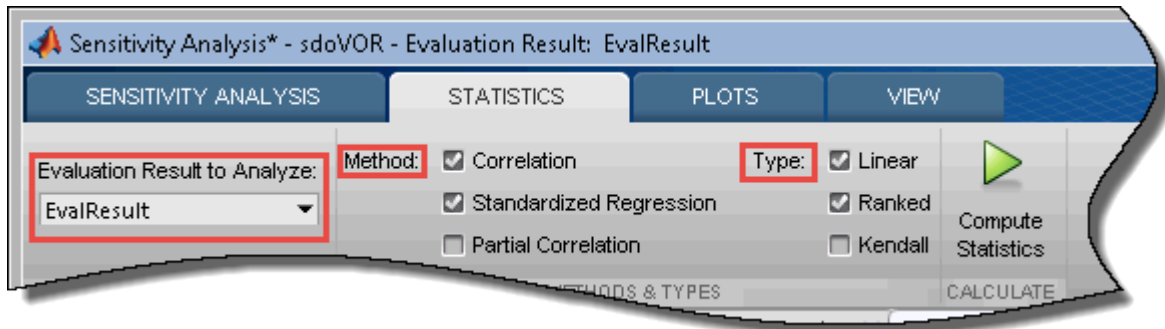 Sensitivity Analysis* - sdoVOR - Evaluation Result: EvalResult
SENSITIVITY ANALYSIS
STATISTICS
PLOTS
VIEW
Evaluation Result to Analyze:
EvalResult
Method:
Correlation
Standardized Regression
Partial Correlation
Type:
Linear
Ranked
Kendall
Compute
Statistics
& TYPES
CALCULATE